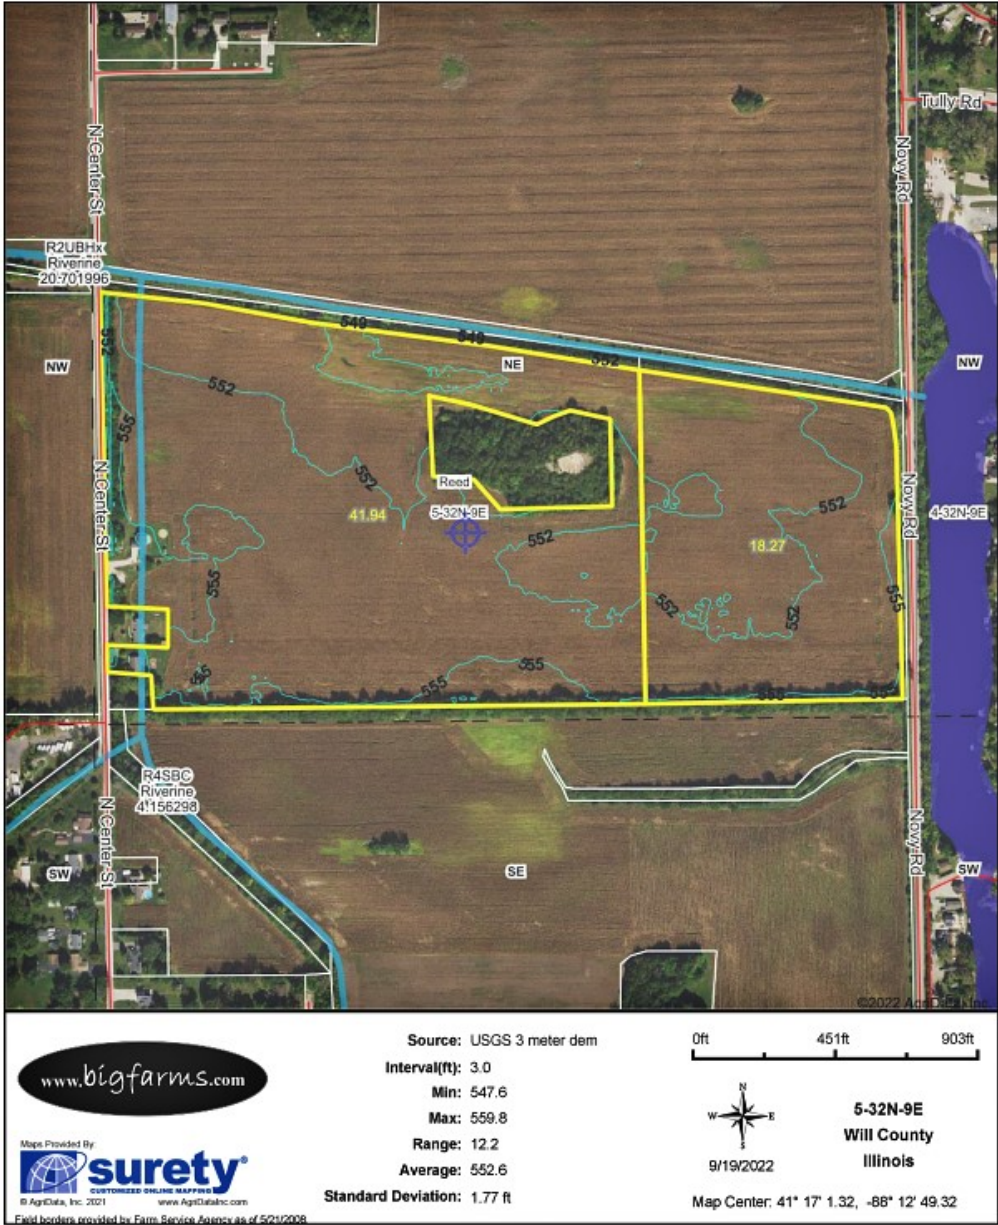 Tully Rd
N Center St
Novy Rd
R2UBHx
Riverine
20.701996
549
549
552
NE
NW
NW
552
552
555
552
Reed
5-32N-9E
41.94
552
18.27
552
N Center St
Novy Rd
4-32N-9E
555
555
552
552
555
555
555
555
R4SBC
Riverine
4.156298
N Center St
Novy Rd
SW
SE
SW
©2022 AgriData, Inc.
www.bigfarms.com
Maps Provided By:
surety®
CUSTOMIZED ONLINE MAPPING
© AgriData, Inc. 2021 www.AgriDataInc.com
Field borders provided by Farm Service Agency as of 5/21/2008.
Source: USGS 3 meter dem
Interval(ft): 3.0
Min: 547.6
Max: 559.8
Range: 12.2
Average: 552.6
Standard Deviation: 1.77 ft
0ft 451ft 903ft
N
W E
S
9/19/2022
5-32N-9E
Will County
Illinois
Map Center: 41° 17' 1.32, -88° 12' 49.32